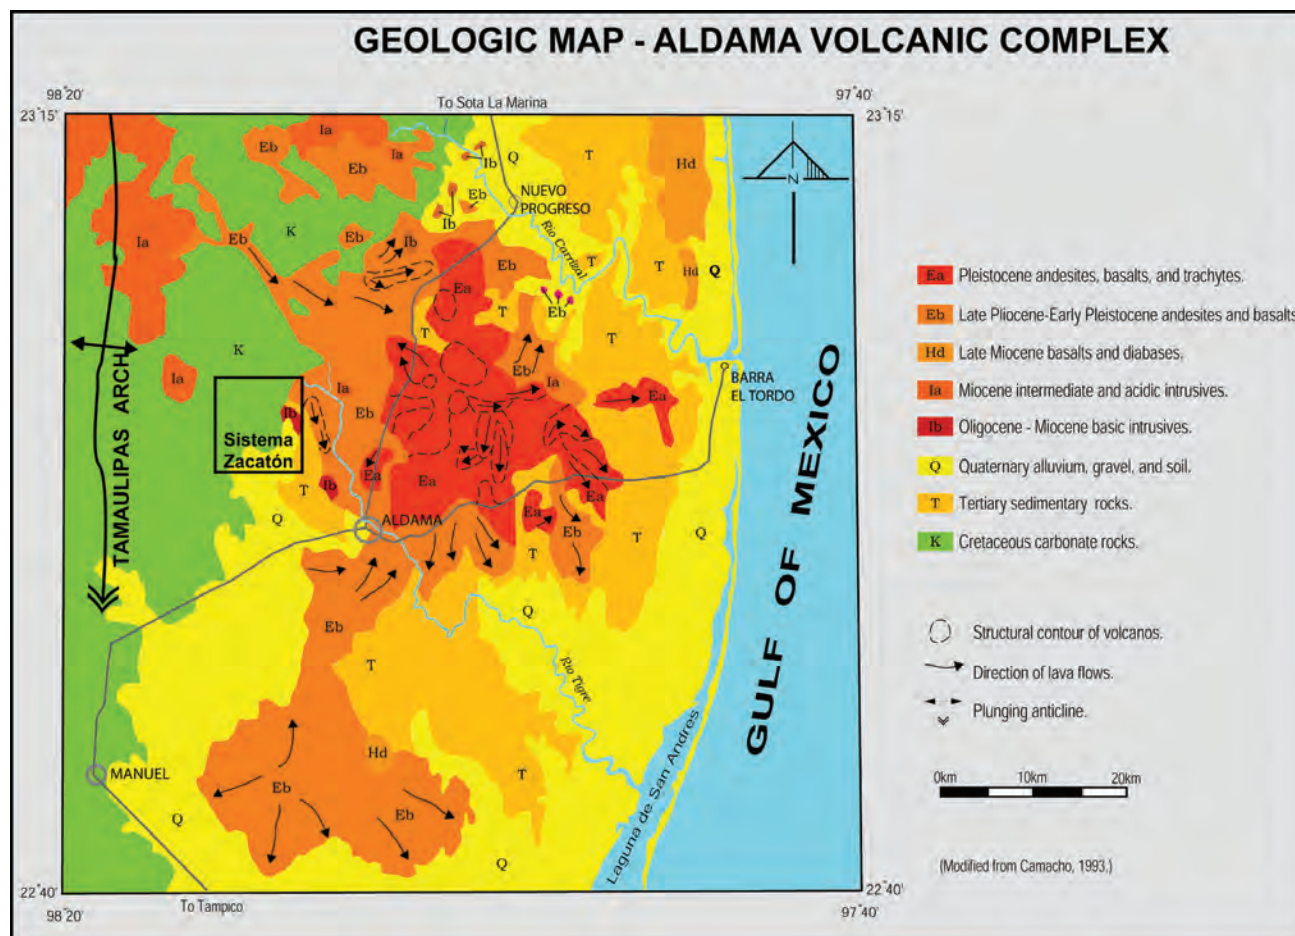 GEOLOGIC MAP - ALDAMA VOLCANIC COMPLEX
98°20'
To Sota La Marina
97°40'
23°15'
23°15'
Ia
Eb
Ia
Eb
Ib
Q
T
Hd
N
Eb
NUEVO
PROGRESO
Ib
K
Eb
Ib
Ia
Eb
Rio Carrizal
Eb
T
T
Hd
Q
Ea
T
Eb
T
T
K
Ia
Ia
Eb
Eb
Ia
Ea
BARRA
EL TORDO
TAMAULIPAS ARCH
Ib
Sistema
Zacatón
Ea
Ib
Ea
Ea
T
Q
ALDAMA
Ea
Eb
T
T
Q
Q
Eb
T
Rio Tigre
GULF OF MEXICO
Hd
MANUEL
Eb
T
Eb
Q
Q
Laguna de San Andres
22°40'
22°40'
98°20'
To Tampico
97°40'
Ea Pleistocene andesites, basalts, and trachytes.
Eb Late Pliocene-Early Pleistocene andesites and basalts
Hd Late Miocene basalts and diabases.
Ia Miocene intermediate and acidic intrusives.
Ib Oligocene - Miocene basic intrusives.
Q Quaternary alluvium, gravel, and soil.
T Tertiary sedimentary rocks.
K Cretaceous carbonate rocks.
Structural contour of volcanos.
Direction of lava flows.
Plunging anticline.
0km 10km 20km
(Modified from Camacho, 1993.)